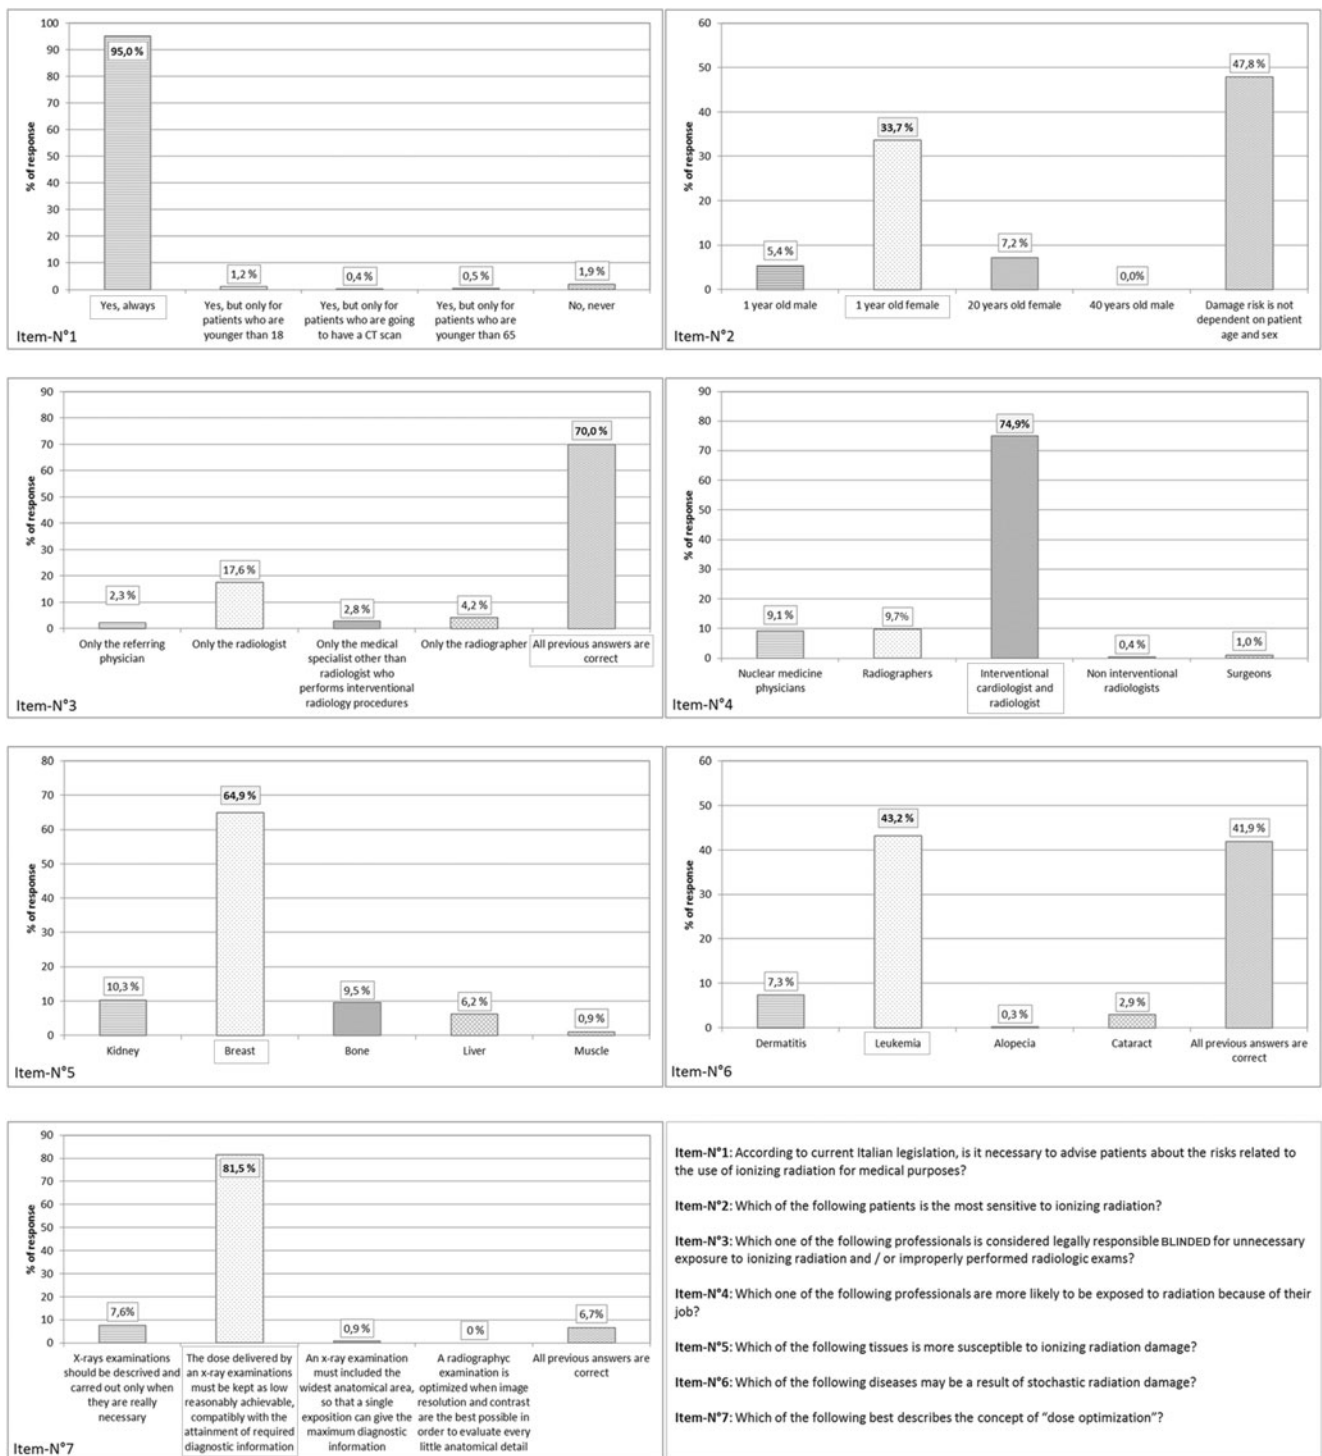 100
90
80
70
60
50
40
30
20
10
0
% of response
95,0 %
1,2 %
0,4 %
0,5 %
1,9 %
Yes, always
Yes, but only for
patients who are
younger than 18
Yes, but only for
patients who are going
to have a CT scan
Yes, but only for
patients who are
younger than 65
No, never
Item-N°1
60
50
40
30
20
10
0
% of response
5,4 %
33,7 %
7,2 %
0,0%
47,8 %
1 year old male
1 year old female
20 years old female
40 years old male
Damage risk is not
dependent on patient
age and sex
Item-N°2
90
80
70
60
50
40
30
20
10
0
% of response
2,3 %
17,6 %
2,8 %
4,2 %
70,0 %
Only the referring
physician
Only the radiologist
Only the medical
specialist other than
radiologist who
performs interventional
radiology procedures
Only the radiographer
All previous answers are
correct
Item-N°3
90
80
70
60
50
40
30
20
10
0
% of response
9,1 %
9,7%
74,9%
0,4 %
1,0 %
Nuclear medicine
physicians
Radiographers
Interventional
cardiologist and
radiologist
Non interventional
radiologists
Surgeons
Item-N°4
80
70
60
50
40
30
20
10
0
% of response
10,3 %
64,9 %
9,5 %
6,2 %
0,9 %
Kidney
Breast
Bone
Liver
Muscle
Item-N°5
60
50
40
30
20
10
0
% of response
7,3 %
43,2 %
0,3 %
2,9 %
41,9 %
Dermatitis
Leukemia
Alopecia
Cataract
All previous answers are
correct
Item-N°6
90
80
70
60
50
40
30
20
10
0
% of response
7,6%
81,5 %
0,9 %
0 %
6,7%
X-rays examinations
should be descrived and
carred out only when
they are really
necessary
The dose delivered by
an x-ray examinations
must be kept as low
reasonably achievable,
compatibly with the
attainment of required
diagnostic information
An x-ray examination
must included the
widest anatomical area,
so that a single
exposition can give the
maximum diagnostic
information
A radiographyc
examination is
optimized when image
resolution and contrast
are the best possible in
order to evaluate every
little anatomical detail
All previous answers are
correct
Item-N°7
Item-N°1: According to current Italian legislation, is it necessary to advise patients about the risks related to
the use of ionizing radiation for medical purposes?
Item-N°2: Which of the following patients is the most sensitive to ionizing radiation?
Item-N°3: Which one of the following professionals is considered legally responsible BLINDED for unnecessary
exposure to ionizing radiation and / or improperly performed radiologic exams?
Item-N°4: Which one of the following professionals are more likely to be exposed to radiation because of their
job?
Item-N°5: Which of the following tissues is more susceptible to ionizing radiation damage?
Item-N°6: Which of the following diseases may be a result of stochastic radiation damage?
Item-N°7: Which of the following best describes the concept of “dose optimization”?